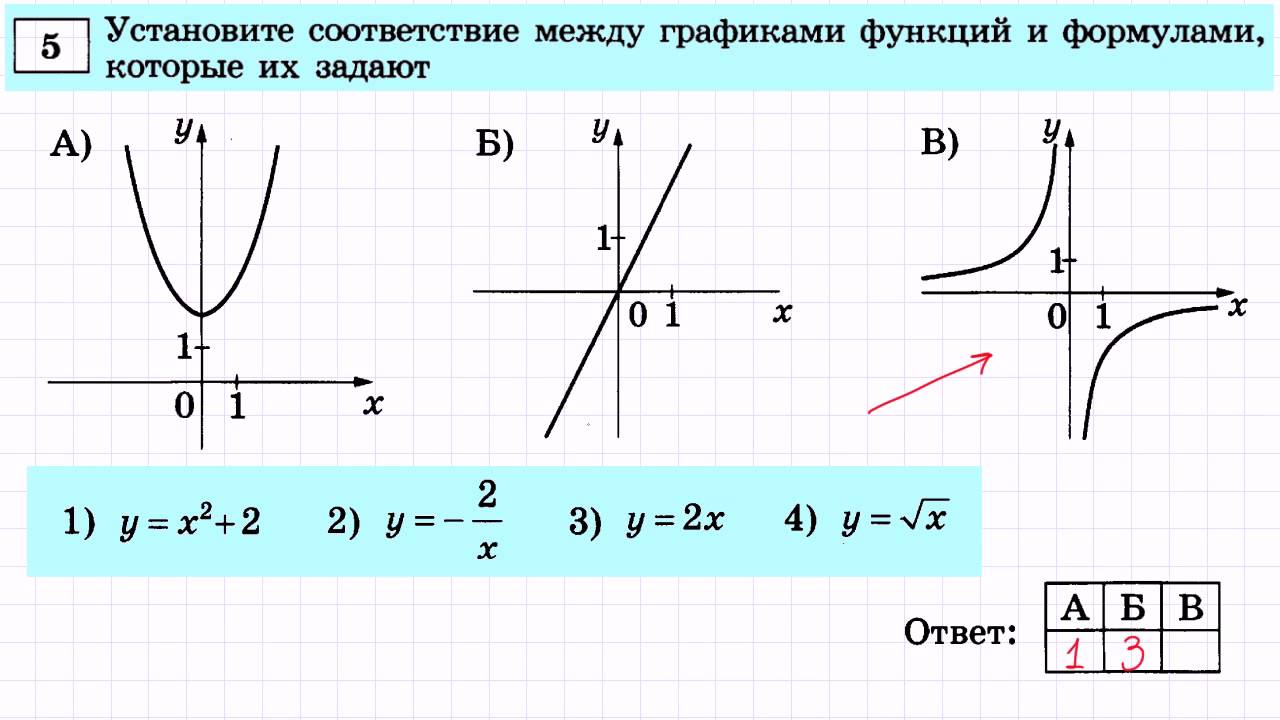 5 Установите соответствие между графиками функций и формулами,
которые их задают
А) y 1 0 1 x
Б) y 1 0 1 x
В) y 1 0 1 x
1) y = x² + 2 2) y = -2/x 3) y = 2x 4) y = √x
Ответ:
А Б В
1 3